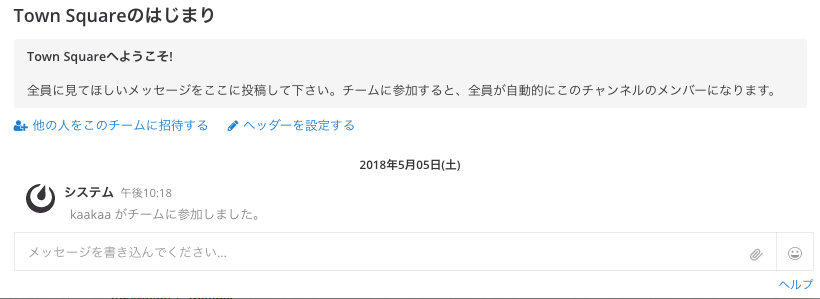 Town Squareのはじまり
Town Squareへようこそ!
全員に見てほしいメッセージをここに投稿して下さい。チームに参加すると、全員が自動的にこのチャンネルのメンバーになります。
他の人をこのチームに招待する ヘッダーを設定する
2018年5月05日(土)
システム 午後10:18
kaakaa がチームに参加しました。
メッセージを書き込んでください...
ヘルプ